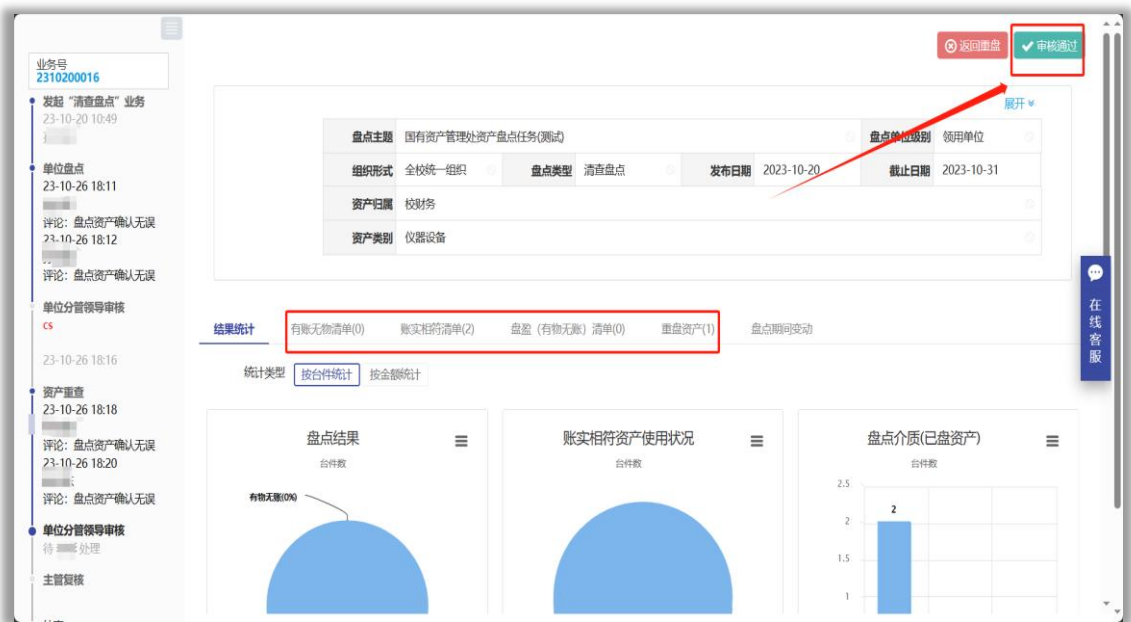 返回重盘
审核通过
业务号
2310200016
发起“清查盘点”业务
23-10-20 10:49
单位盘点
23-10-26 18:11
评论：盘点资产确认无误
23-10-26 18:12
评论：盘点资产确认无误
单位分管领导审核
cs
23-10-26 18:16
资产重查
23-10-26 18:18
评论：盘点资产确认无误
23-10-26 18:20
评论：盘点资产确认无误
单位分管领导审核
待 处理
主管复核
展开
盘点主题 国有资产管理处资产盘点任务(测试) 盘点单位级别 领用单位
组织形式 全校统一组织 盘点类型 清查盘点 发布日期 2023-10-20 截止日期 2023-10-31
资产归属 校财务
资产类别 仪器设备
结果统计 有账无物清单(0) 账实相符清单(2) 盘盈（有物无账）清单(0) 重盘资产(1) 盘点期间变动
统计类型 按台件统计 按金额统计
盘点结果
台件数
有物无账(0%)
账实相符资产使用状况
台件数
盘点介质(已盘资产)
台件数
2.5
2
2
1.5
1
在线客服